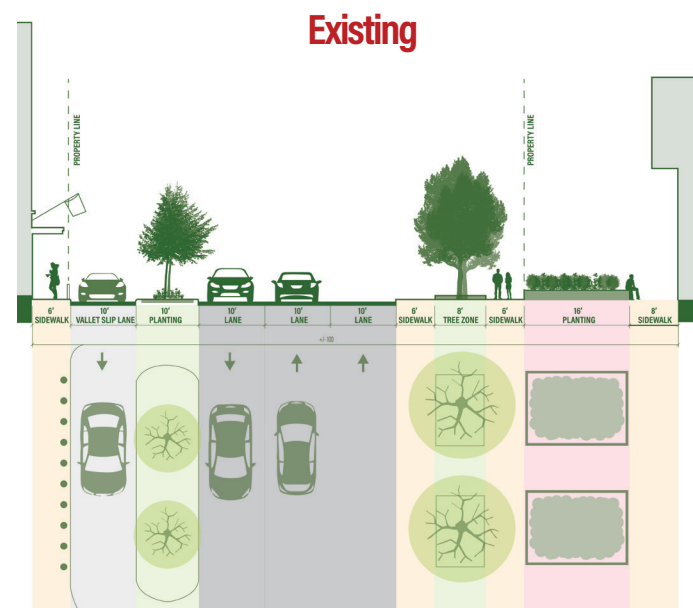 Existing
PROPERTY LINE
PROPERTY LINE
6'
SIDEWALK
10'
VALLET SLIP LANE
10'
PLANTING
10'
LANE
10'
LANE
10'
LANE
6'
SIDEWALK
8'
TREE ZONE
6'
SIDEWALK
16'
PLANTING
8'
SIDEWALK